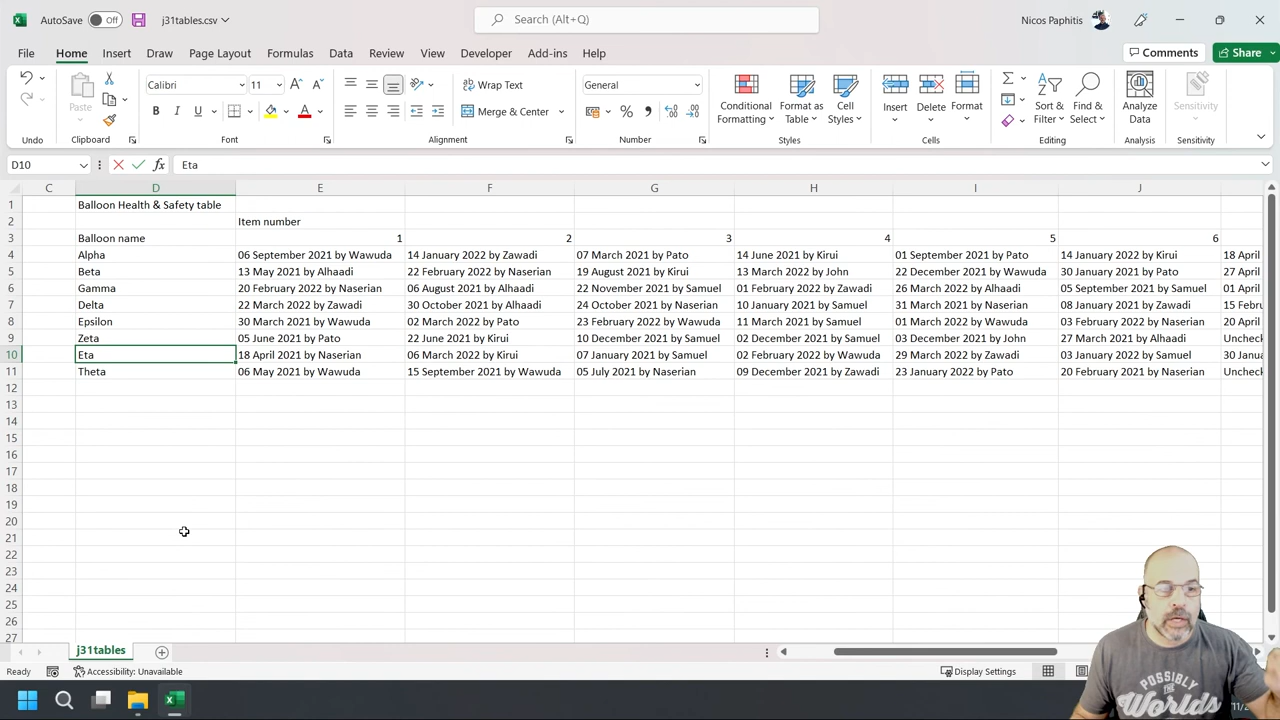 AutoSave Off j31tables.csv Search (Alt+Q) Nicos Paphitis
File Home Insert Draw Page Layout Formulas Data Review View Developer Add-ins Help Comments Share
Calibri 11 Wrap Text General
Paste B I U Merge & Center % Conditional Formatting Format as Table Cell Styles Insert Delete Format Sort & Filter Find & Select Analyze Data Sensitivity
Undo Clipboard Font Alignment Number Styles Cells Editing Analysis Sensitivity
D10 fx Eta
C D E F G H I J
1 Balloon Health & Safety table
2 Item number
3 Balloon name 1 2 3 4 5 6
4 Alpha 06 September 2021 by Wawuda 14 January 2022 by Zawadi 07 March 2021 by Pato 14 June 2021 by Kirui 01 September 2021 by Pato 14 January 2022 by Kirui 18 April
5 Beta 13 May 2021 by Alhaadi 22 February 2022 by Naserian 19 August 2021 by Kirui 13 March 2022 by John 22 December 2021 by Wawuda 30 January 2021 by Pato 27 April
6 Gamma 20 February 2022 by Naserian 06 August 2021 by Alhaadi 22 November 2021 by Samuel 01 February 2022 by Zawadi 26 March 2022 by Alhaadi 05 September 2021 by Samuel 01 April
7 Delta 22 March 2022 by Zawadi 30 October 2021 by Alhaadi 24 October 2021 by Naserian 10 January 2022 by Samuel 31 March 2021 by Naserian 08 January 2022 by Zawadi 15 Febru
8 Epsilon 30 March 2021 by Wawuda 02 March 2022 by Pato 23 February 2022 by Wawuda 11 March 2021 by Samuel 01 March 2022 by Wawuda 03 February 2022 by Naserian 20 April
9 Zeta 05 June 2021 by Pato 22 June 2021 by Kirui 10 December 2021 by Samuel 02 December 2021 by Samuel 03 December 2021 by John 27 March 2021 by Alhaadi Uncheck
10 Eta 18 April 2021 by Naserian 06 March 2022 by Kirui 07 January 2021 by Samuel 02 February 2022 by Wawuda 29 March 2022 by Zawadi 03 January 2022 by Samuel 30 Janua
11 Theta 06 May 2021 by Wawuda 15 September 2021 by Wawuda 05 July 2021 by Naserian 09 December 2021 by Zawadi 23 January 2022 by Pato 20 February 2021 by Naserian Uncheck
12
13
14
15
16
17
18
19
20
21
22
23
24
25
26
27
j31tables
Ready Accessibility: Unavailable Display Settings
POSSIBLY
THE
Worlds